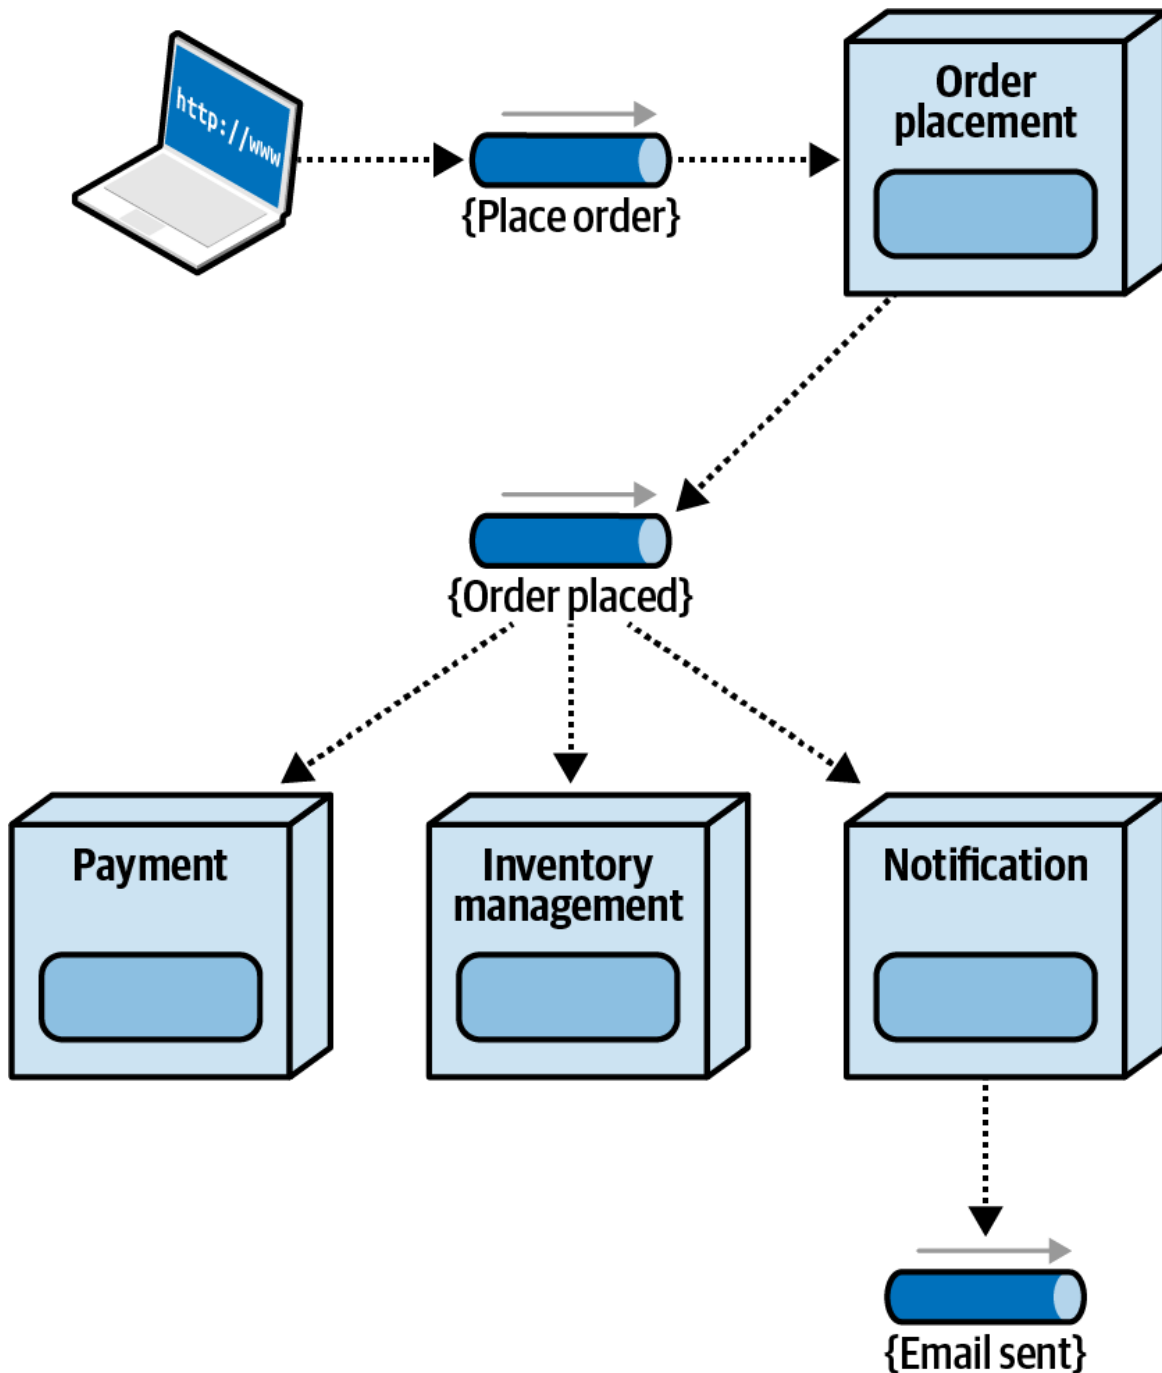 http://www
{Place order}
Order
placement
{Order placed}
Payment
Inventory
management
Notification
{Email sent}